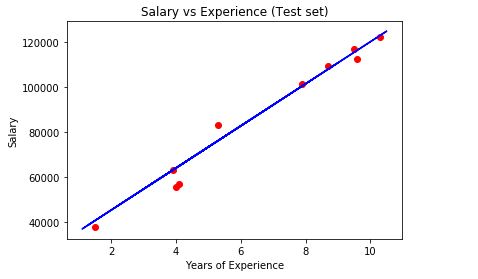 Salary vs Experience (Test set)
120000
100000
80000
60000
40000
Salary
2 4 6 8 10
Years of Experience